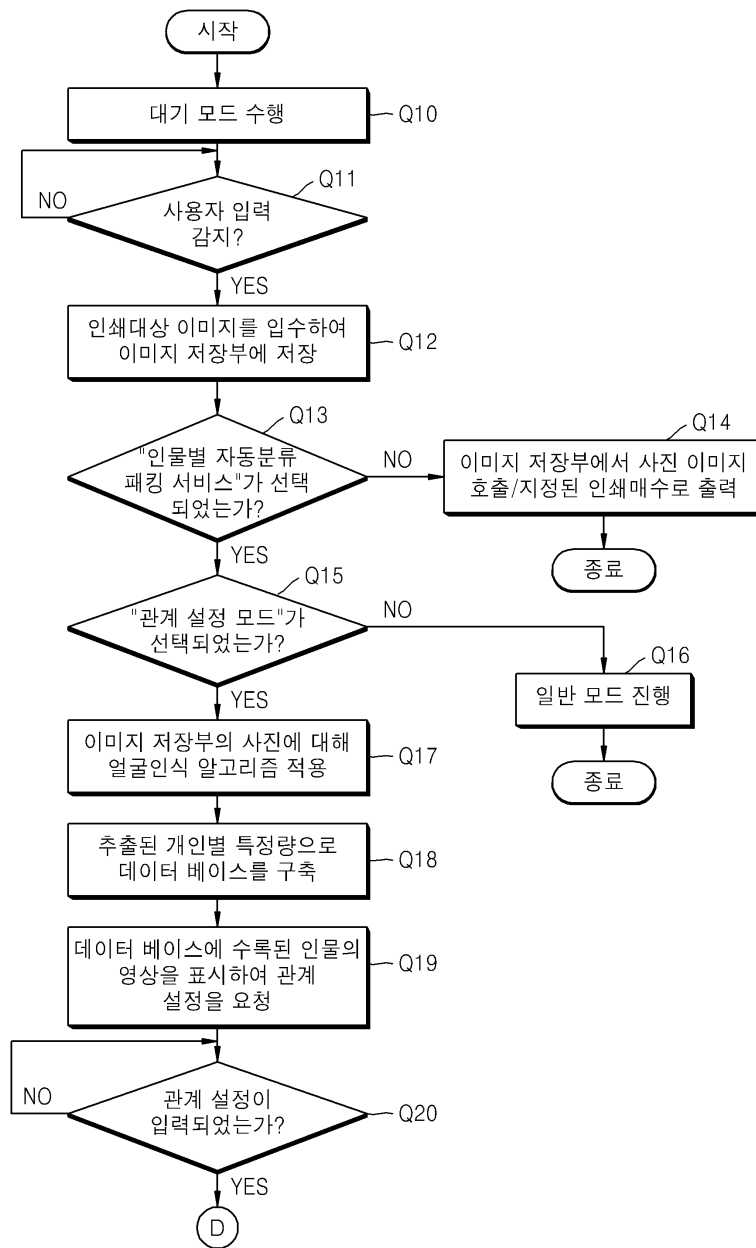 시작
대기 모드 수행
Q10
Q11
NO
사용자 입력
감지?
YES
인쇄대상 이미지를 입수하여
이미지 저장부에 저장
Q12
Q13
"인물별 자동분류
패킹 서비스"가 선택
되었는가?
NO
Q14
이미지 저장부에서 사진 이미지
호출/지정된 인쇄매수로 출력
종료
YES
Q15
"관계 설정 모드"가
선택되었는가?
NO
Q16
일반 모드 진행
종료
YES
이미지 저장부의 사진에 대해
얼굴인식 알고리즘 적용
Q17
추출된 개인별 특정량으로
데이터 베이스를 구축
Q18
데이터 베이스에 수록된 인물의
영상을 표시하여 관계
설정을 요청
Q19
NO
관계 설정이
입력되었는가?
Q20
YES
D